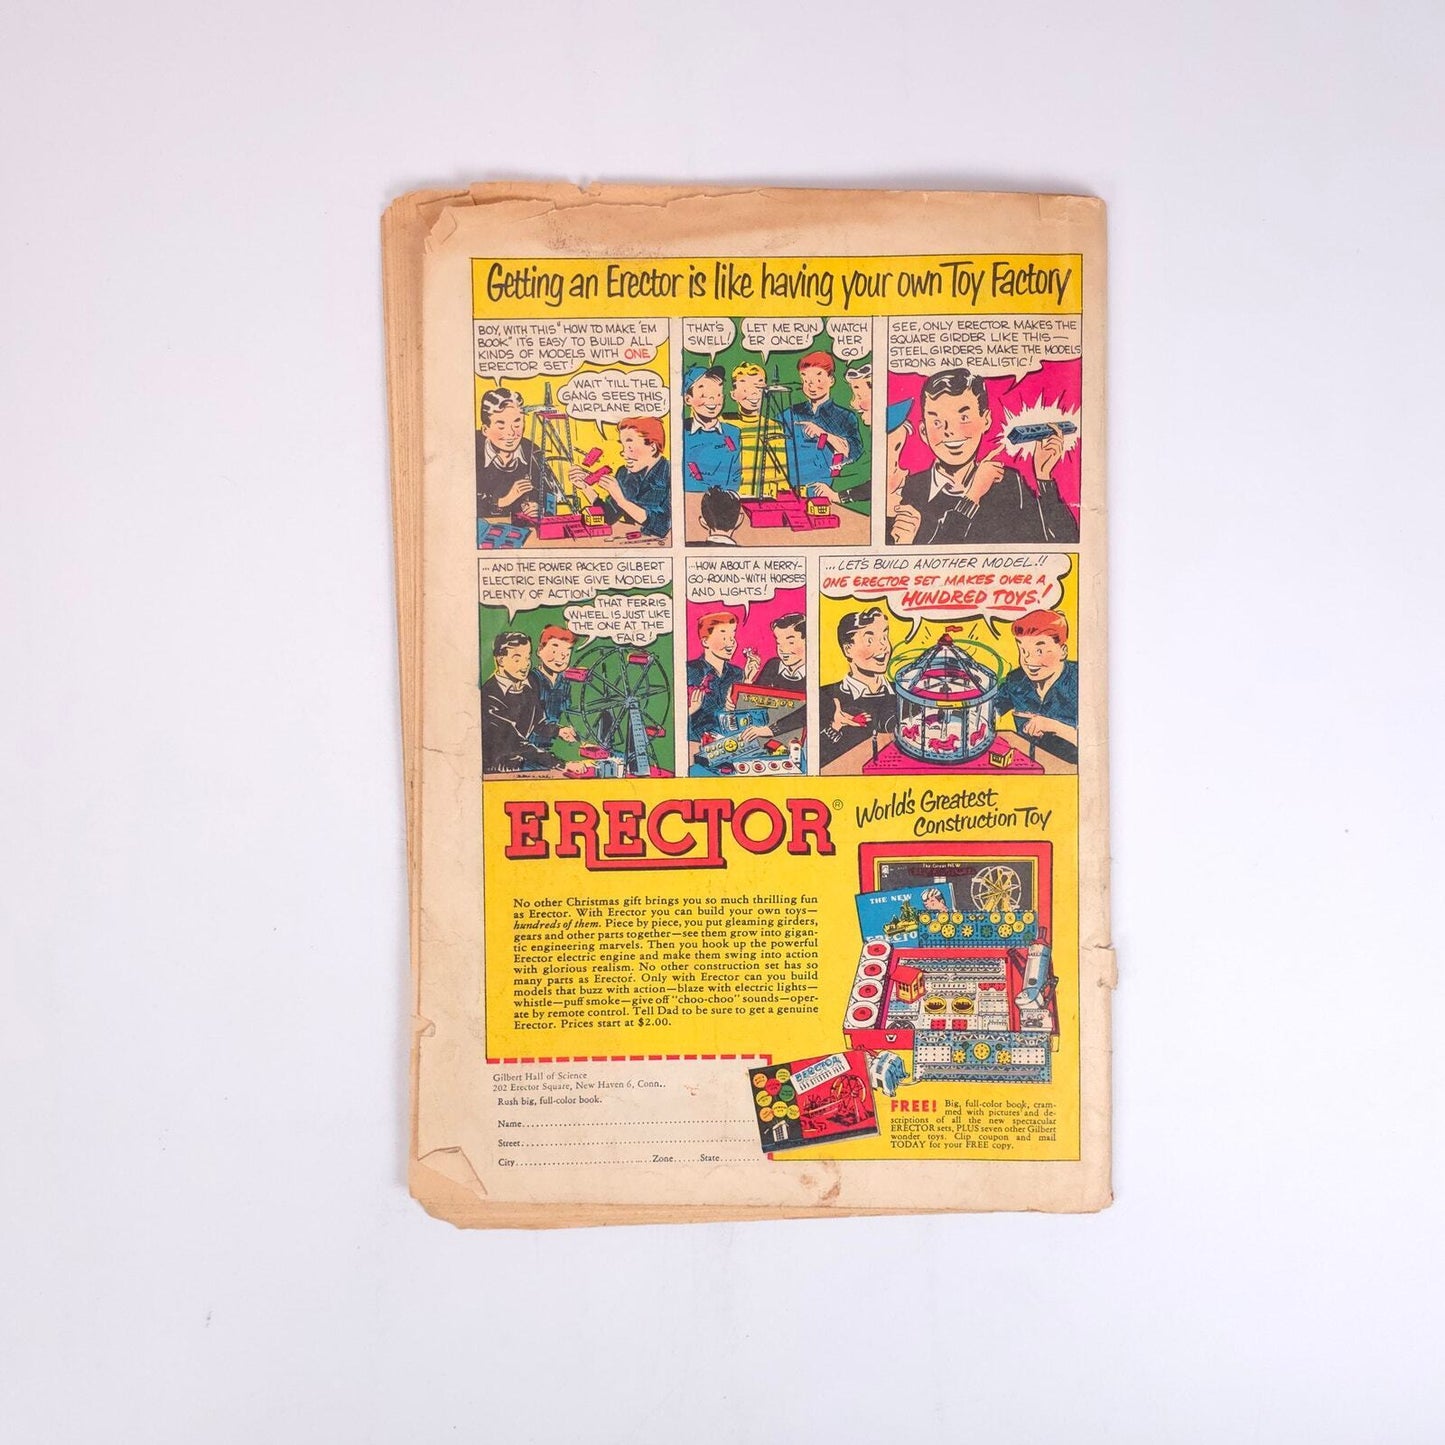 Getting an Erector is like having your own Toy Factory
BOY, WITH THIS "HOW TO MAKE 'EM
BOOK" IT'S EASY TO BUILD ALL
KINDS OF MODELS WITH ONE
ERECTOR SET!
WAIT 'TILL THE
GANG SEES THIS,
AIRPLANE RIDE!
THAT'S
SWELL!
LET ME RUN
'ER ONCE!
WATCH
HER
GO!
SEE, ONLY ERECTOR MAKES THE
SQUARE GIRDER LIKE THIS—
STEEL GIRDERS MAKE THE MODELS
STRONG AND REALISTIC!
...AND THE POWER PACKED GILBERT
ELECTRIC ENGINE GIVE MODELS
PLENTY OF ACTION!
THAT FERRIS
WHEEL IS JUST LIKE
THE ONE AT THE
FAIR!
...HOW ABOUT A MERRY-
GO-ROUND-WITH HORSES
AND LIGHTS!
...LET'S BUILD ANOTHER MODEL!!
ONE ERECTOR SET MAKES OVER A
HUNDRED TOYS!
ERECTOR
ERECTOR®
World's Greatest
Construction Toy
No other Christmas gift brings you so much thrilling fun
as Erector. With Erector you can build your own toys—
hundreds of them. Piece by piece, you put gleaming girders,
gears and other parts together—see them grow into gigan-
tic engineering marvels. Then you hook up the powerful
Erector electric engine and make them swing into action
with glorious realism. No other construction set has so
many parts as Erector. Only with Erector can you build
models that buzz with action—blaze with electric lights—
whistle—puff smoke—give off "choo-choo" sounds—oper-
ate by remote control. Tell Dad to be sure to get a genuine
Erector. Prices start at $2.00.
The Great New
THE NEW
ERECTO
Gilbert Hall of Science
202 Erector Square, New Haven 6, Conn..
Rush big, full-color book.
Name
Street
City Zone State
ERECTOR
FREE! Big, full-color book, cram-
med with pictures and de-
scriptions of all the new spectacular
ERECTOR sets, PLUS seven other Gilbert
wonder toys. Clip coupon and mail
TODAY for your FREE copy.